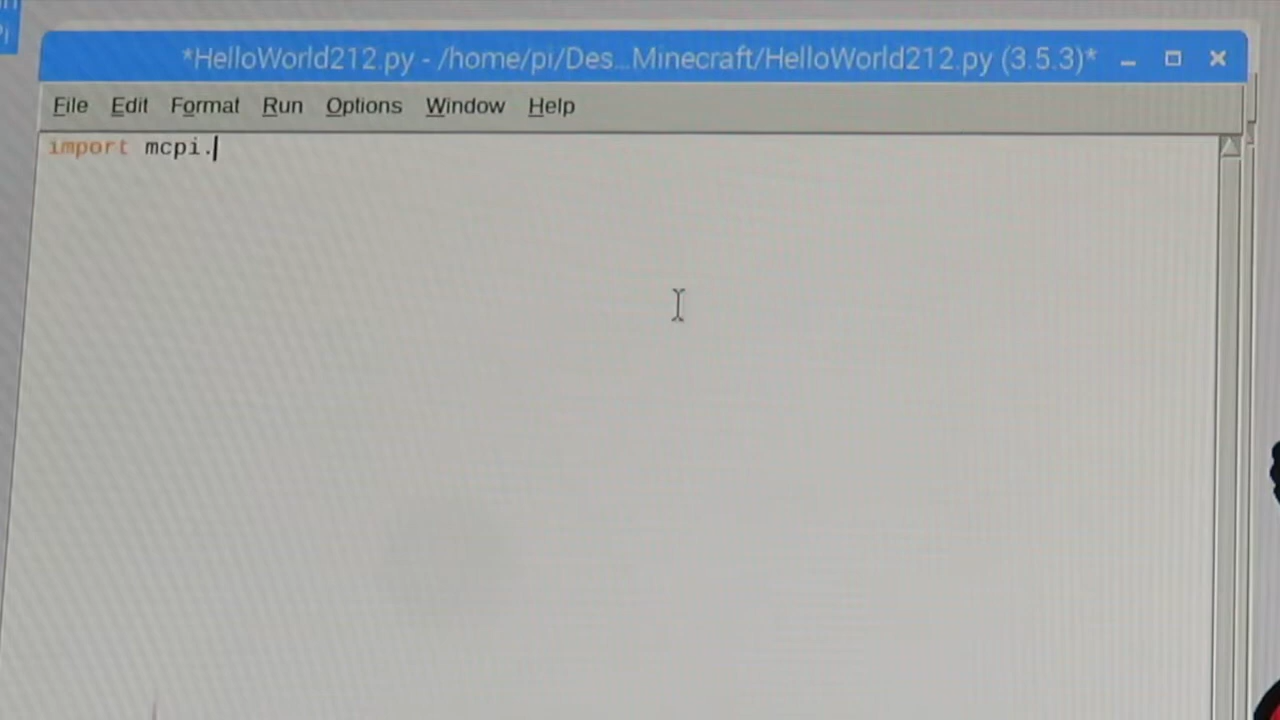 *HelloWorld212.py - /home/pi/Des...Minecraft/HelloWorld212.py (3.5.3)*
File Edit Format Run Options Window Help
import mcpi.